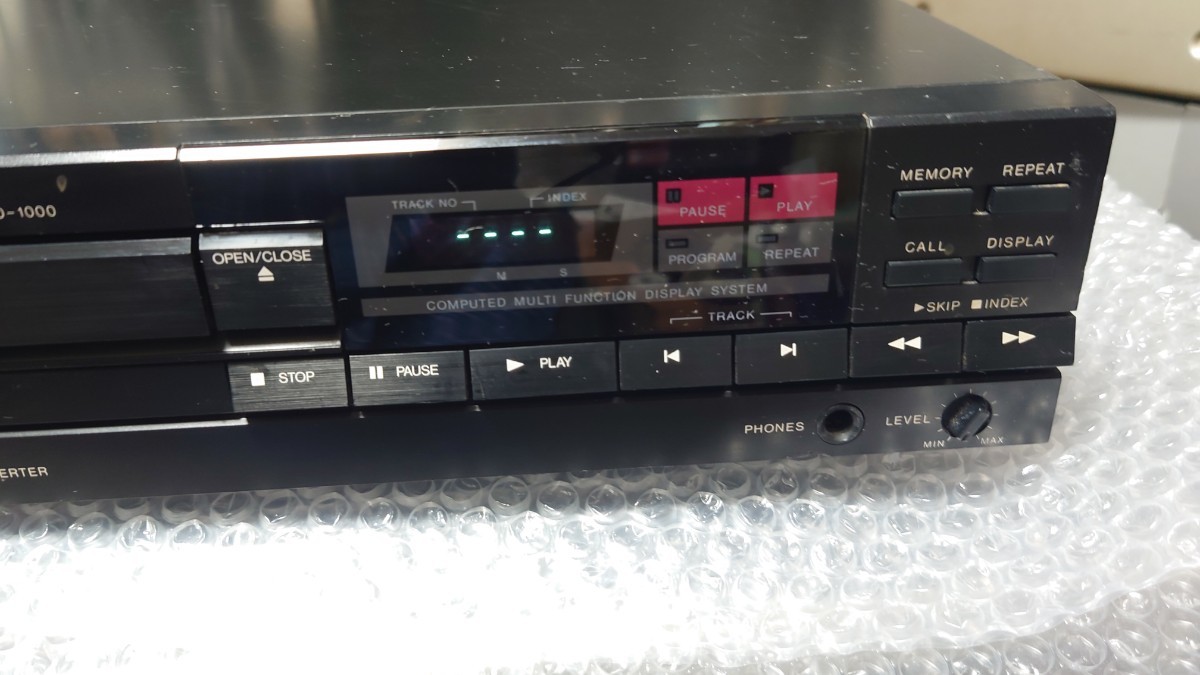 -1000
OPEN/CLOSE
TRACK NO INDEX
- - - -
M S
PAUSE PLAY
PROGRAM REPEAT
COMPUTED MULTI FUNCTION DISPLAY SYSTEM
TRACK
MEMORY REPEAT
CALL DISPLAY
▶SKIP ■INDEX
STOP PAUSE PLAY
PHONES LEVEL
MIN MAX
ERTER